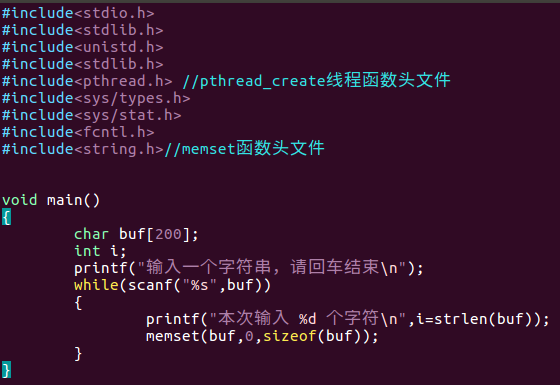 #include<stdio.h>
#include<stdlib.h>
#include<unistd.h>
#include<stdlib.h>
#include<pthread.h> //pthread_create线程函数头文件
#include<sys/types.h>
#include<sys/stat.h>
#include<fcntl.h>
#include<string.h>//memset函数头文件
void main()
{
        char buf[200];
        int i;
        printf("输入一个字符串，请回车结束\n");
        while(scanf("%s",buf))
        {
                printf("本次输入 %d 个字符\n",i=strlen(buf));
                memset(buf,0,sizeof(buf));
        }
}